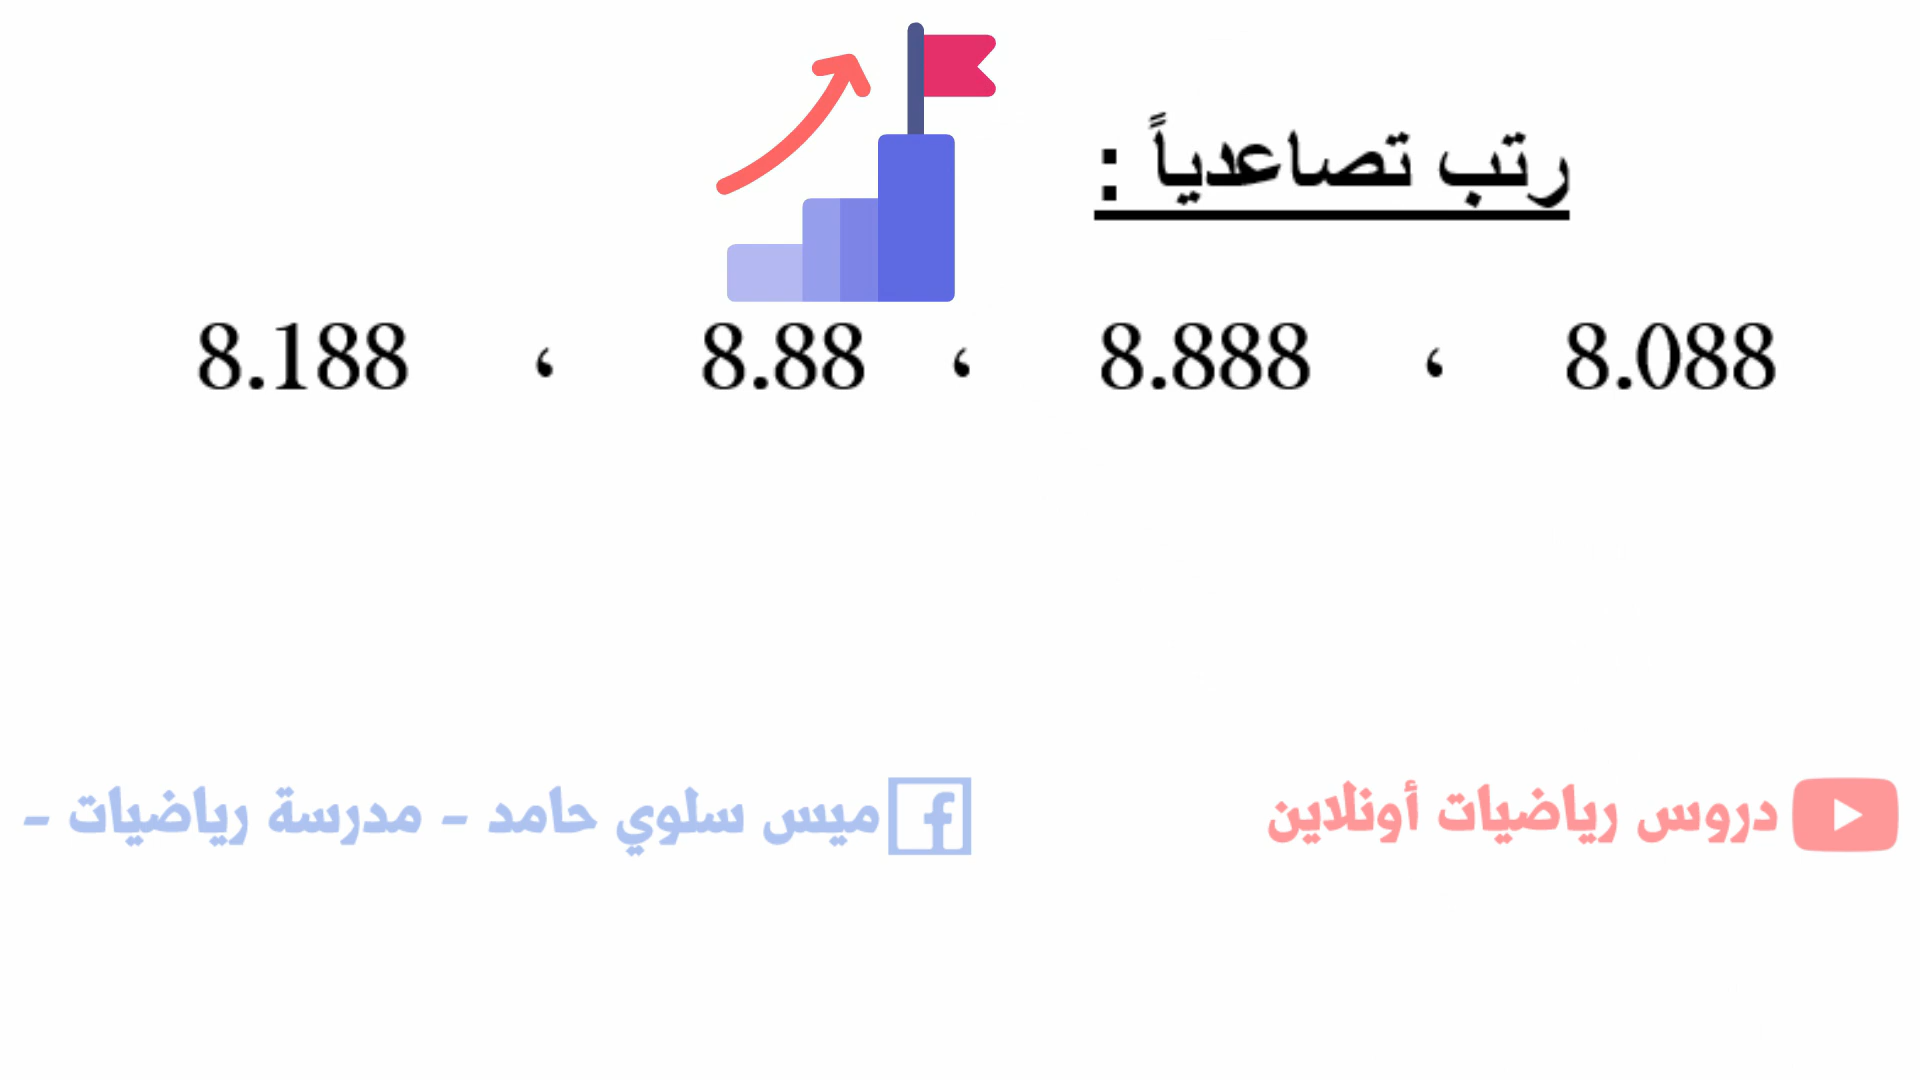 رتب تصاعدياً :
8.088 ، 8.888 ، 8.88 ، 8.188
دروس رياضيات أونلاين
ميس سلوي حامد - مدرسة رياضيات -